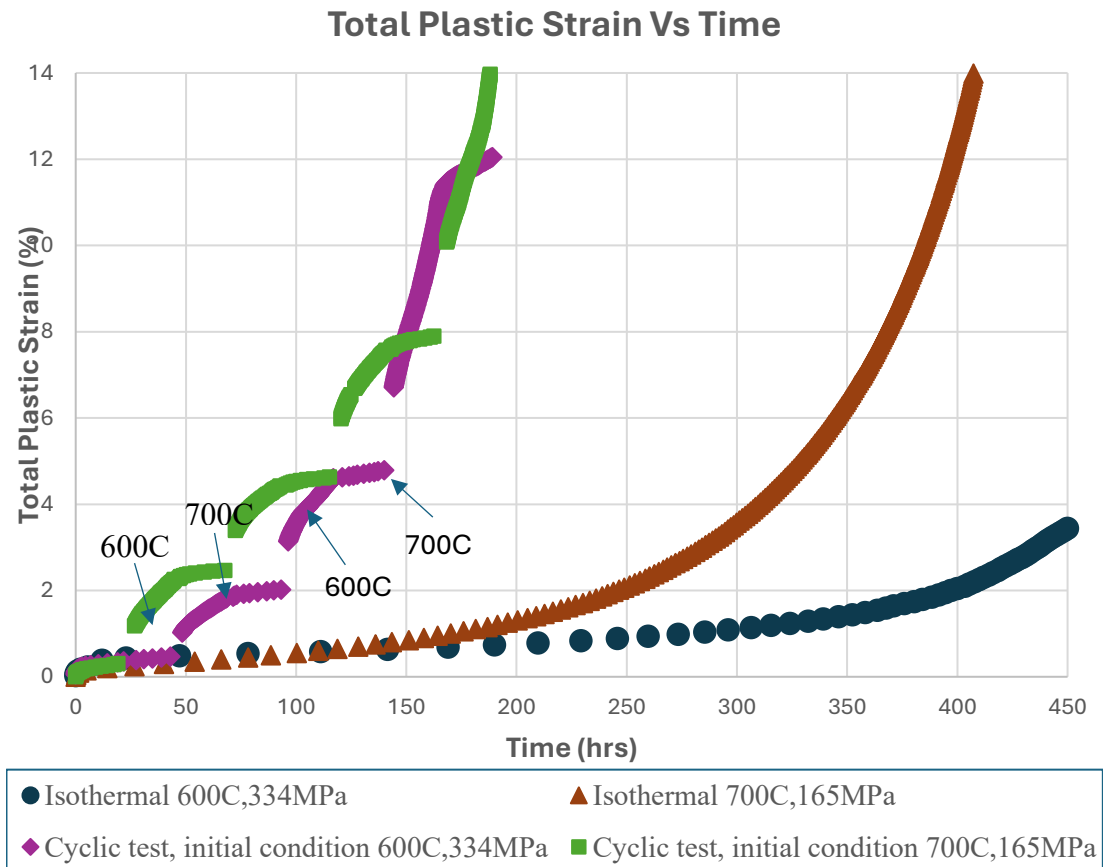 Total Plastic Strain Vs Time
Total Plastic Strain (%)
14
12
10
8
6
4
2
0
600C
700C
600C
700C
0 50 100 150 200 250 300 350 400 450
Time (hrs)
Isothermal 600C,334MPa
Isothermal 700C,165MPa
Cyclic test, initial condition 600C,334MPa
Cyclic test, initial condition 700C,165MPa